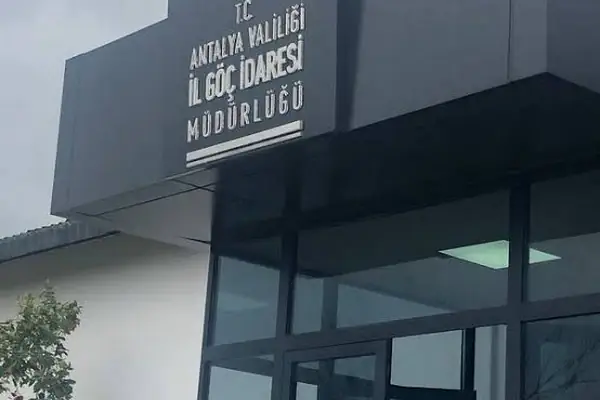 T.C.
ANTALYA VALİLİĞİ
İL GÖÇ İDARESİ
MÜDÜRLÜĞÜ